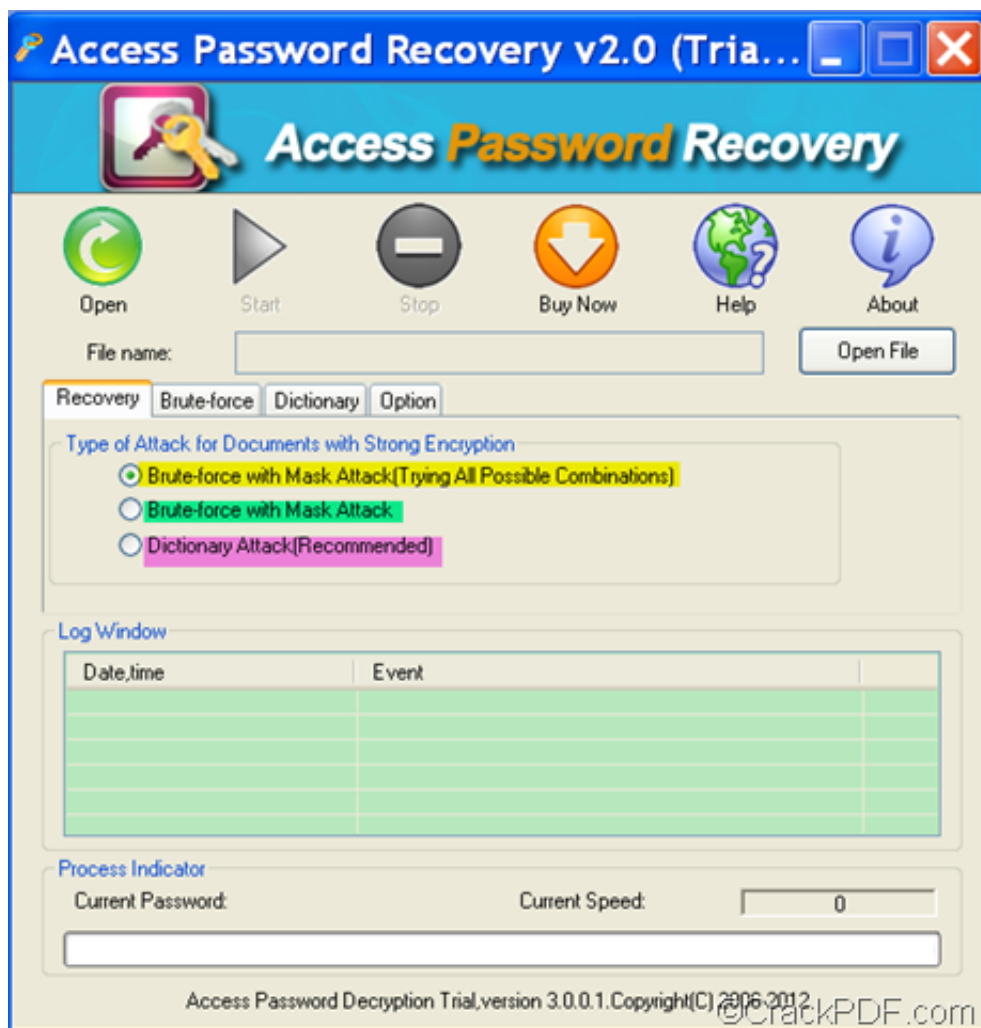 Access Password Recovery v2.0 (Tria...
Access Password Recovery
Open Start Stop Buy Now Help About
File name: Open File
Recovery Brute-force Dictionary Option
Type of Attack for Documents with Strong Encryption
Brute-force with Mask Attack(Trying All Possible Combinations)
Brute-force with Mask Attack
Dictionary Attack(Recommended)
Log Window
Date,time Event
Process Indicator
Current Password: Current Speed: 0
Access Password Decryption Trial,version 3.0.0.1.Copyright(C) 2006-2012
©CrackPDF.com